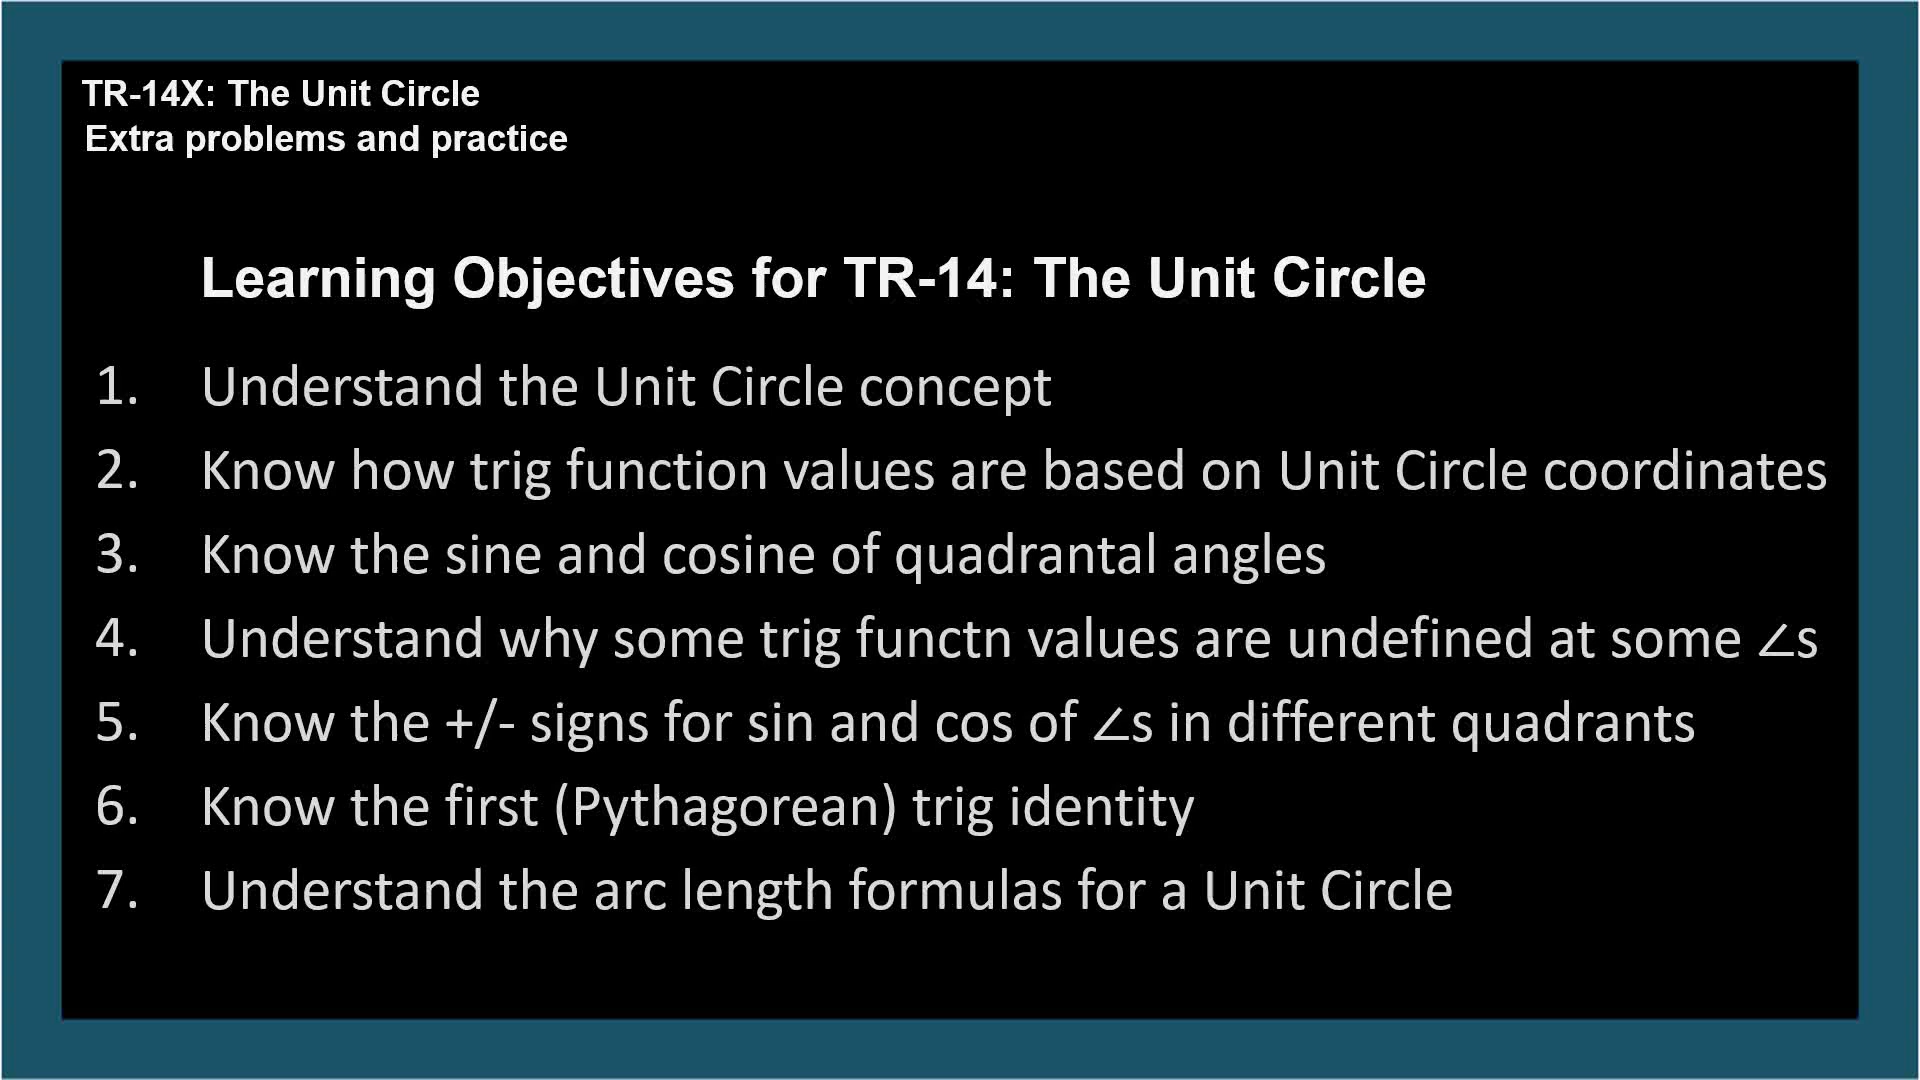 TR-14X: The Unit Circle
Extra problems and practice
Learning Objectives for TR-14: The Unit Circle
1. Understand the Unit Circle concept
2. Know how trig function values are based on Unit Circle coordinates
3. Know the sine and cosine of quadrantal angles
4. Understand why some trig functn values are undefined at some ∠s
5. Know the +/- signs for sin and cos of ∠s in different quadrants
6. Know the first (Pythagorean) trig identity
7. Understand the arc length formulas for a Unit Circle